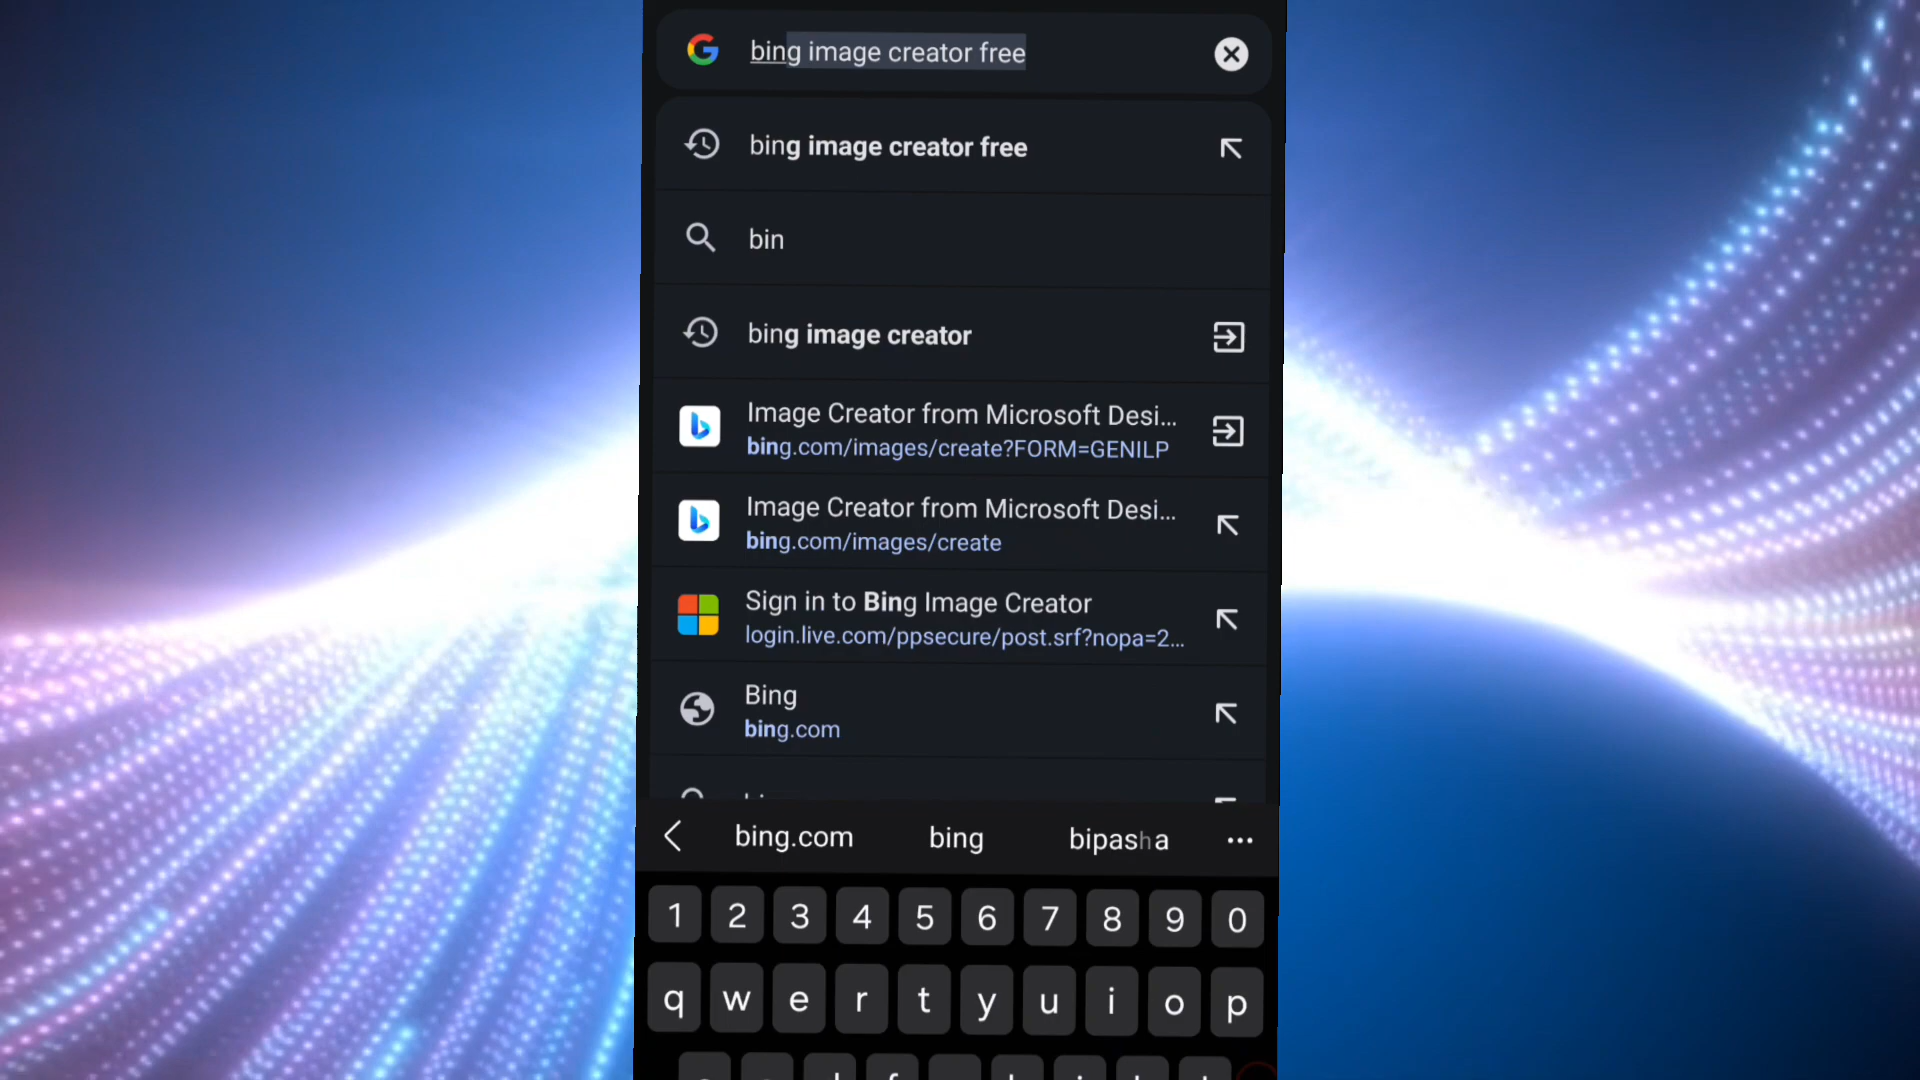 bing image creator free
bing image creator free
bin
bing image creator
Image Creator from Microsoft Desi...
bing.com/images/create?FORM=GENILP
Image Creator from Microsoft Desi...
bing.com/images/create
Sign in to Bing Image Creator
login.live.com/ppsecure/post.srf?nopa=2...
Bing
bing.com
bing.com bing bipasha
1 2 3 4 5 6 7 8 9 0
q w e r t y u i o p